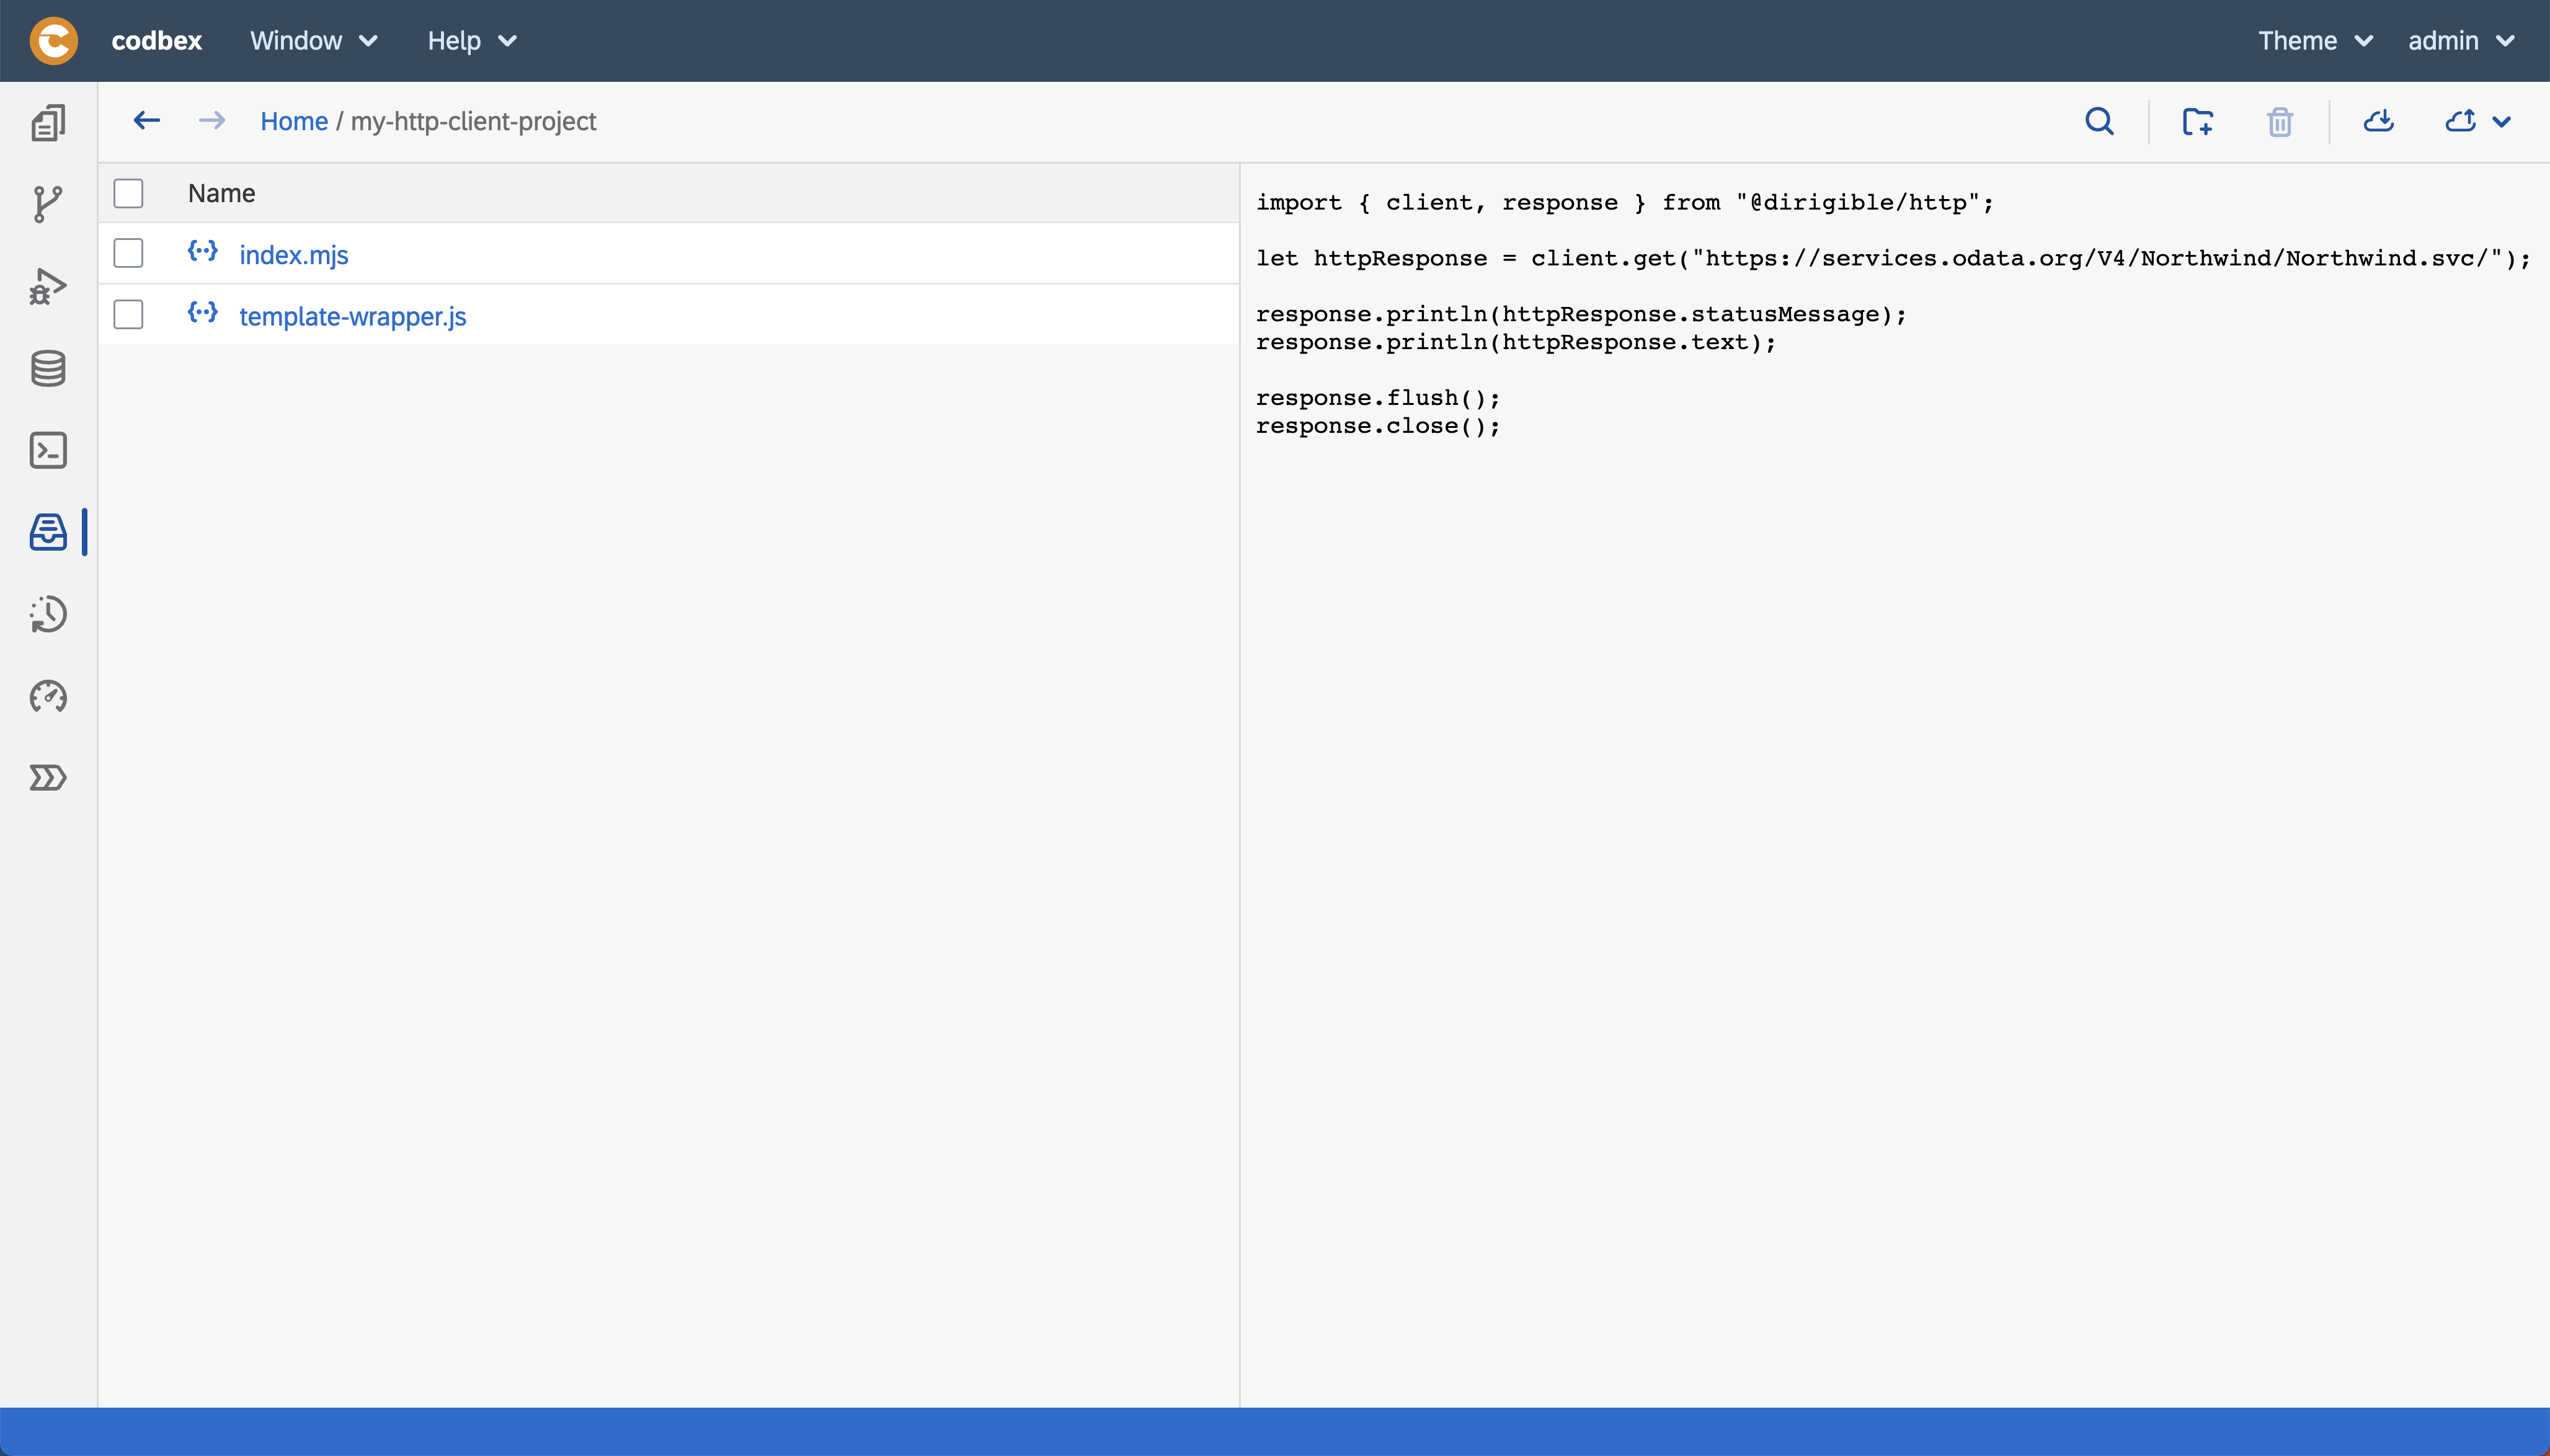 codbex Window Help Theme admin
Home / my-http-client-project
Name
index.mjs
template-wrapper.js
import { client, response } from "@dirigible/http";
let httpResponse = client.get("https://services.odata.org/V4/Northwind/Northwind.svc/");
response.println(httpResponse.statusMessage);
response.println(httpResponse.text);
response.flush();
response.close();